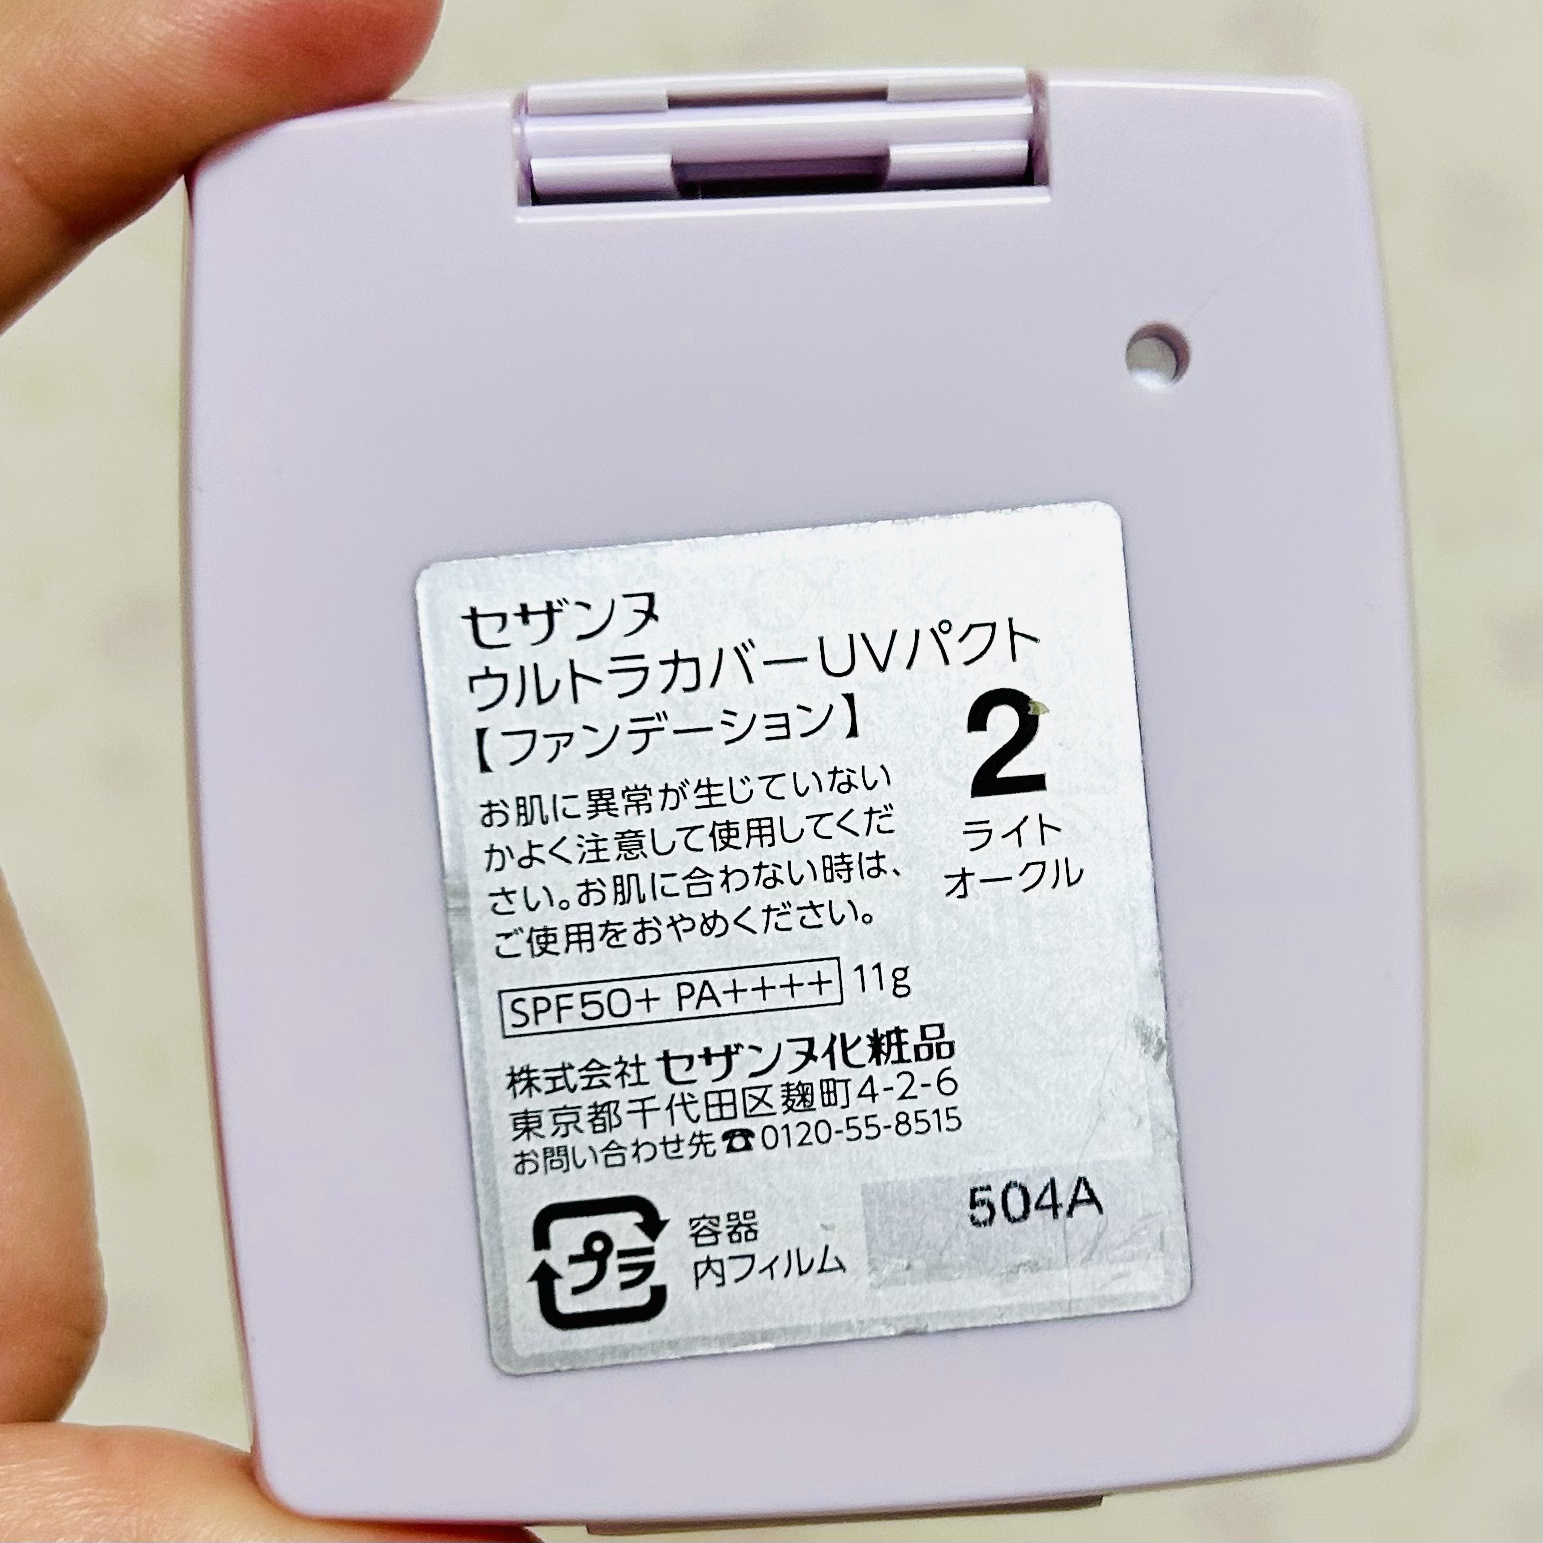 セザンヌ
ウルトラカバーUVパクト
【ファンデーション】
2
ライト
オークル
お肌に異常が生じていない
かよく注意して使用してくだ
さい。お肌に合わない時は、
ご使用をおやめください。
SPF50+ PA++++ 11g
株式会社 セザンヌ化粧品
東京都千代田区麹町4-2-6
お問い合わせ先☎0120-55-8515
プラ
容器
内フィルム
504A